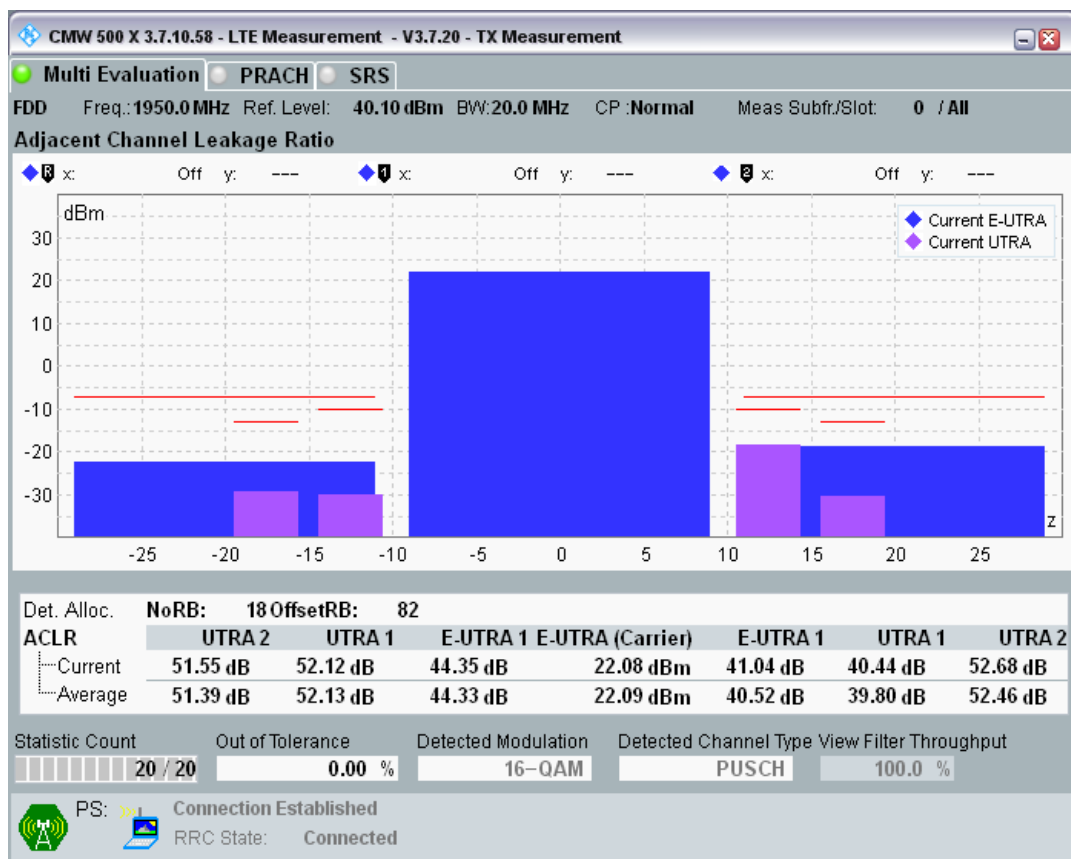 CMW 500 X 3.7.10.58 - LTE Measurement - V3.7.20 - TX Measurement
Multi Evaluation PRACH SRS
FDD Freq.:1950.0 MHz Ref. Level: 40.10 dBm BW:20.0 MHz CP :Normal Meas Subfr./Slot: 0 / All
Adjacent Channel Leakage Ratio
R x: Off y: --- 1 x: Off y: --- 2 x: Off y: ---
dBm
Current E-UTRA
Current UTRA
30
20
10
0
-10
-20
-30
z
-25 -20 -15 -10 -5 0 5 10 15 20 25
Det. Alloc. NoRB: 18 OffsetRB: 82
ACLR UTRA 2 UTRA 1 E-UTRA 1 E-UTRA (Carrier) E-UTRA 1 UTRA 1 UTRA 2
Current 51.55 dB 52.12 dB 44.35 dB 22.08 dBm 41.04 dB 40.44 dB 52.68 dB
Average 51.39 dB 52.13 dB 44.33 dB 22.09 dBm 40.52 dB 39.80 dB 52.46 dB
Statistic Count Out of Tolerance Detected Modulation Detected Channel Type View Filter Throughput
20 / 20 0.00 % 16-QAM PUSCH 100.0 %
PS: Connection Established
RRC State: Connected